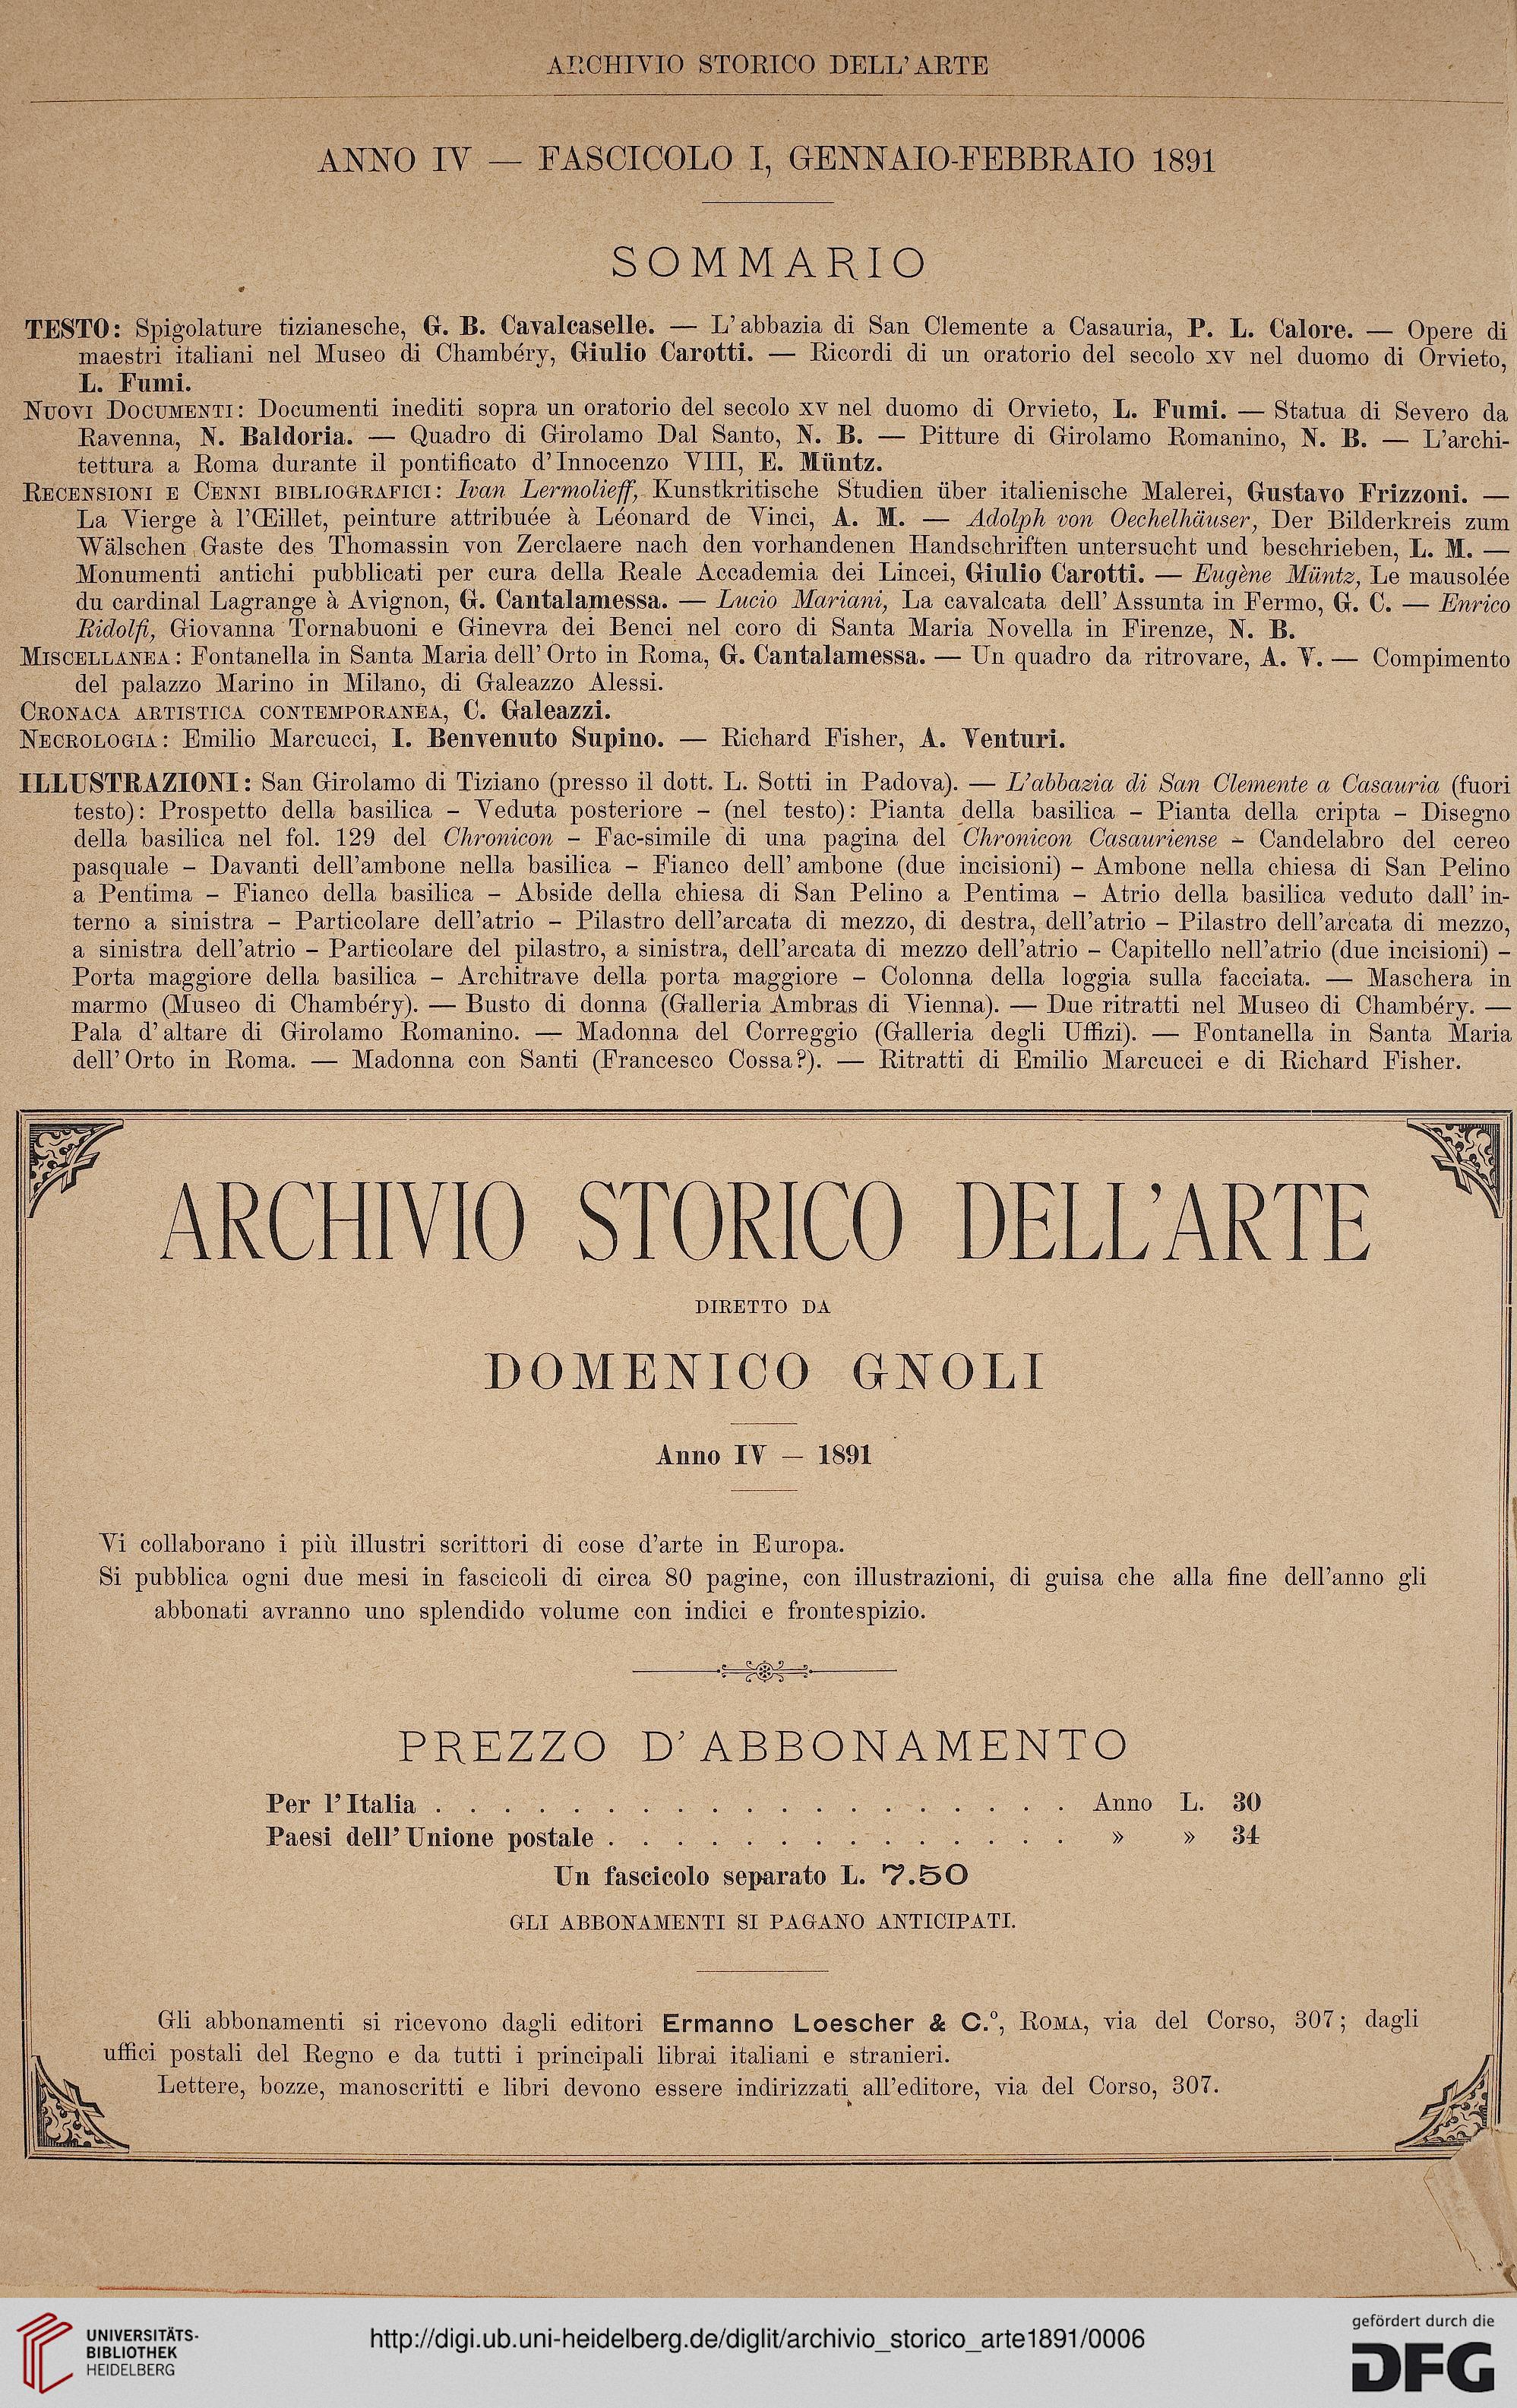 ARCHIVIO STORICO DELL'ARTE
ANNO IV — FASCICOLO I, GENNAIO-FEBBRAIO 1891
SOMMARIO
TESTO: Spigolature tizianesche, G. B. Cavalcaselle. — L'abbazia di San Clemente a Casauria, P. L. Calore. — Opere di
maestri italiani nel Museo di Chambéry, Giulio Carotti. — Ricordi di un oratorio del secolo XV nel duomo di Orvieto,
L. Fumi.
NUOVI DOCUMENTI: Documenti inediti sopra un oratorio del secolo XV nel duomo di Orvieto, L. Fumi. — Statua di Severo da
Ravenna, N. Baldoria. — Quadro di Girolamo Dal Santo, N. B. — Pitture di Girolamo Romanino, N. B. — L'archi-
tettura a Roma durante il pontificato d'Innocenzo VIII, E. Müntz.
RECENSIONI E CENNI BIBLIOGRAFICI: Ivan Lermolieff, Kunstkritische Studien über italienische Malerei, Gustavo Frizzoni. —
La Vierge à l'Œillet, peinture attribuée à Léonard de Vinci, A. M. — Adolph von Oechelhäuser, Der Bilderkreis zum
Wälschen Gaste des Thomassin von Zerclaere nach den vorhandenen Handschriften untersucht und beschrieben, L. M. —
Monumenti antichi pubblicati per cura della Reale Accademia dei Lincei, Giulio Carotti. — Eugène Müntz, Le mausolée
du cardinal Lagrange à Avignon, G. Cantalamessa. — Lucio Mariani, La cavalcata dell'Assunta in Fermo, G. C. — Enrico
Ridolfi, Giovanna Tornabuoni e Ginevra dei Benci nel coro di Santa Maria Novella in Firenze, N. B.
MISCELLANEA: Fontanella in Santa Maria dell'Orto in Roma, G. Cantalamessa. — Un quadro da ritrovare, A. V. — Compimento
del palazzo Marino in Milano, di Galeazzo Alessi.
CRONACA ARTISTICA CONTEMPORANEA, C. Galeazzi.
NECROLOGIA: Emilio Marcucci, I. Benvenuto Supino. — Richard Fisher, A. Venturi.
ILLUSTRAZIONI: San Girolamo di Tiziano (presso il dott. L. Sotti in Padova). — L'abbazia di San Clemente a Casauria (fuori
testo): Prospetto della basilica - Veduta posteriore - (nel testo): Pianta della basilica - Pianta della cripta - Disegno
della basilica nel fol. 129 del Chronicon - Fac-simile di una pagina del Chronicon Casauriense - Candelabro del cereo
pasquale - Davanti dell'ambone nella basilica - Fianco dell'ambone (due incisioni) - Ambone nella chiesa di San Pelino
a Pentima - Fianco della basilica - Abside della chiesa di San Pelino a Pentima - Atrio della basilica veduto dall'in-
terno a sinistra - Particolare dell'atrio - Pilastro dell'arcata di mezzo, di destra, dell'atrio - Pilastro dell'arcata di mezzo,
a sinistra dell'atrio - Particolare del pilastro, a sinistra, dell'arcata di mezzo dell'atrio - Capitello nell'atrio (due incisioni) -
Porta maggiore della basilica - Architrave della porta maggiore - Colonna della loggia sulla facciata. — Maschera in
marmo (Museo di Chambéry). — Busto di donna (Galleria Ambras di Vienna). — Due ritratti nel Museo di Chambéry. —
Pala d'altare di Girolamo Romanino. — Madonna del Correggio (Galleria degli Uffizi). — Fontanella in Santa Maria
dell'Orto in Roma. — Madonna con Santi (Francesco Cossa?). — Ritratti di Emilio Marcucci e di Richard Fisher.
ARCHIVIO STORICO DELL'ARTE
DIRETTO DA
DOMENICO GNOLI
Anno IV — 1891
Vi collaborano i più illustri scrittori di cose d'arte in Europa.
Si pubblica ogni due mesi in fascicoli di circa 80 pagine, con illustrazioni, di guisa che alla fine dell'anno gli
abbonati avranno uno splendido volume con indici e frontespizio.
PREZZO D'ABBONAMENTO
Per l'Italia . . . . . . . . . . . . . . . . . . . Anno L. 30
Paesi dell'Unione postale . . . . . . . . . . . . . . » » 34
Un fascicolo separato L. 7.50
GLI ABBONAMENTI SI PAGANO ANTICIPATI.
Gli abbonamenti si ricevono dagli editori Ermanno Loescher & C.º, ROMA, via del Corso, 307; dagli
uffici postali del Regno e da tutti i principali librai italiani e stranieri.
Lettere, bozze, manoscritti e libri devono essere indirizzati all'editore, via del Corso, 307.
UNIVERSITÄTS-
BIBLIOTHEK
HEIDELBERG
http://digi.ub.uni-heidelberg.de/diglit/archivio_storico_arte1891/0006
gefördert durch die
DFG